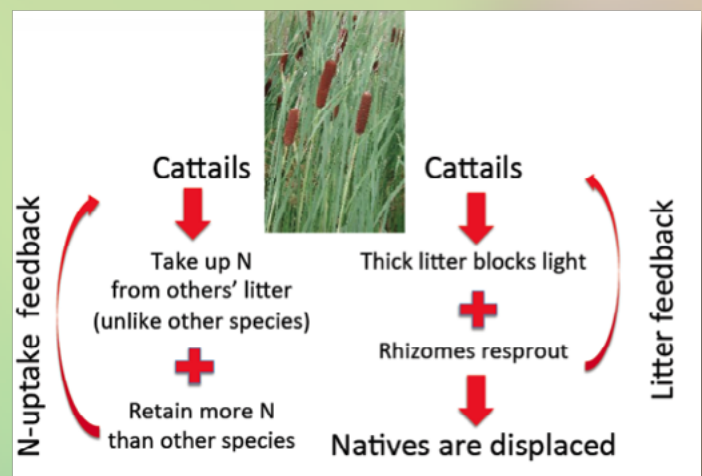 Cattails
Take up N
from others' litter
(unlike other species)
Retain more N
than other species
N-uptake feedback
Cattails
Thick litter blocks light
Rhizomes resprout
Natives are displaced
Litter feedback